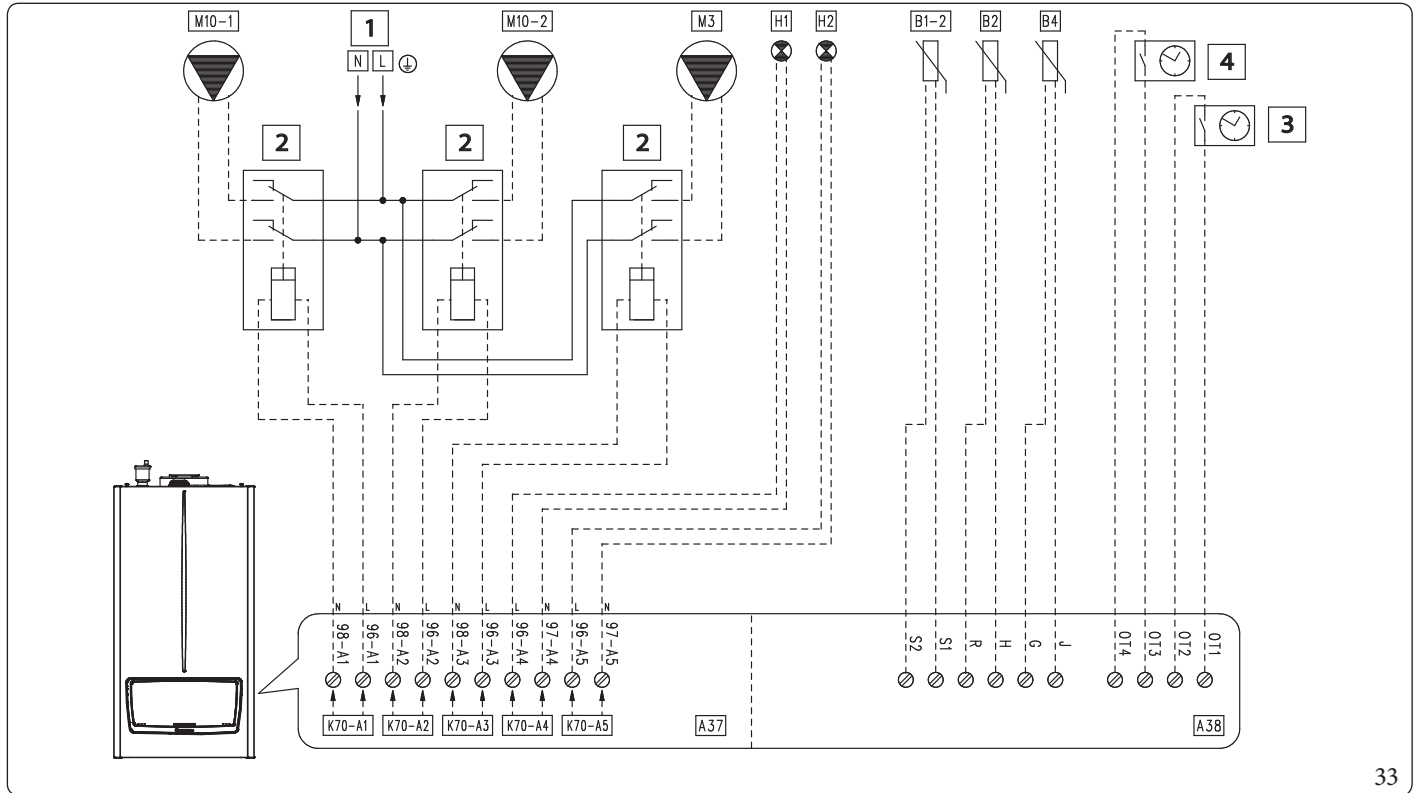 M10-1 1 M10-2 M3 H1 H2 B1-2 B2 B4
N L
4
3
2 2 2
N L N L N L L N L N
98-A1 96-A1 98-A2 96-A2 98-A3 96-A3 96-A4 97-A4 96-A5 97-A5 S2 S1 R H G J OT4 OT3 OT2 OT1
K70-A1 K70-A2 K70-A3 K70-A4 K70-A5 A37 A38
33